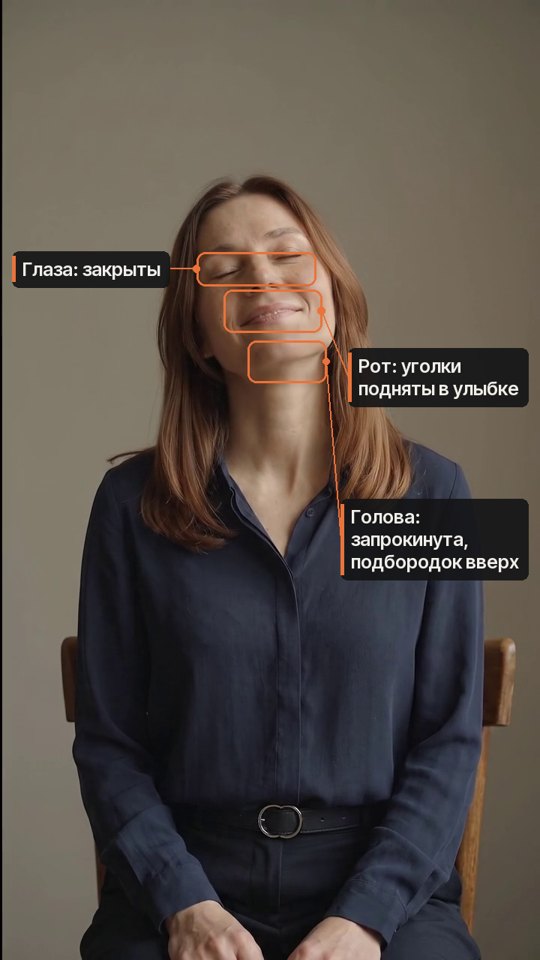 Глаза: закрыты
Рот: уголки
подняты в улыбке
Голова:
запрокинута,
подбородок вверх